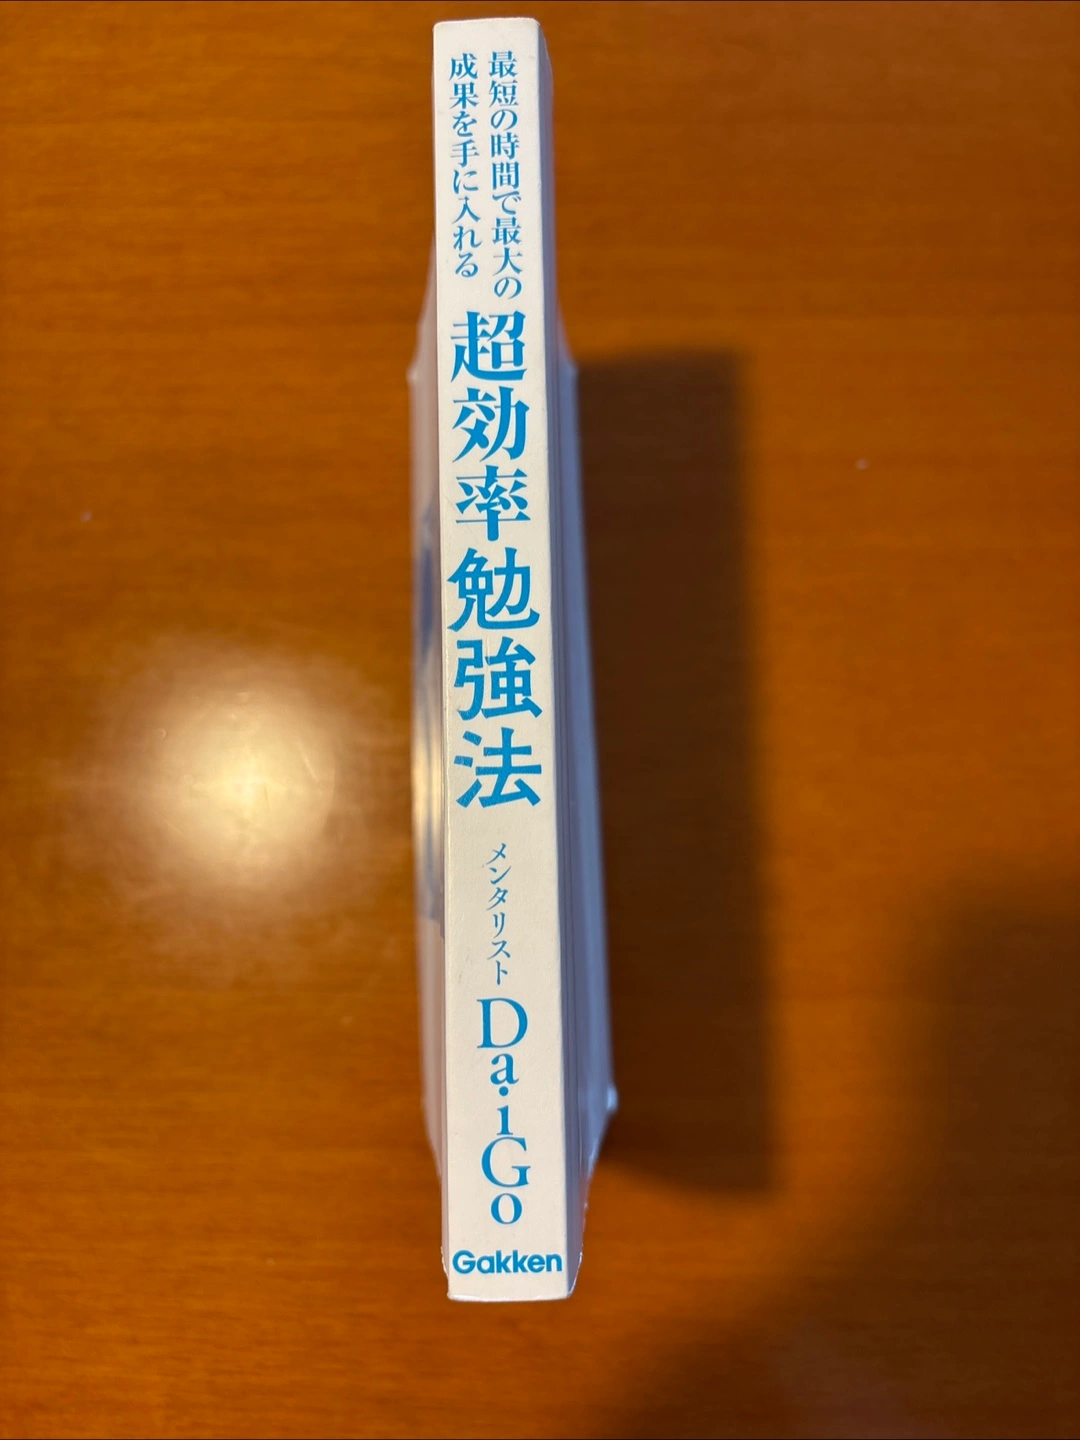 最短の時間で最大の
成果を手に入れる
超効率勉強法
メンタリスト
DaiGo
Gakken